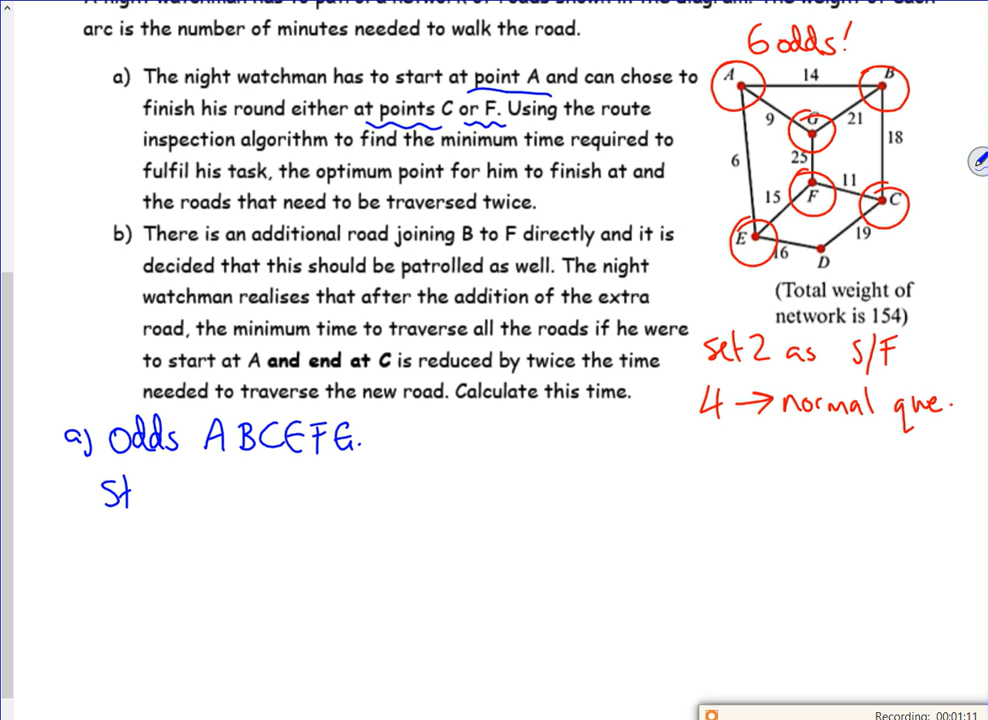 arc is the number of minutes needed to walk the road.
6 odds!
a) The night watchman has to start at point A and can chose to
finish his round either at points C or F. Using the route
inspection algorithm to find the minimum time required to
fulfil his task, the optimum point for him to finish at and
the roads that need to be traversed twice.
b) There is an additional road joining B to F directly and it is
decided that this should be patrolled as well. The night
watchman realises that after the addition of the extra
road, the minimum time to traverse all the roads if he were
to start at A and end at C is reduced by twice the time
needed to traverse the new road. Calculate this time.
A 14 B
9 G 21
18
6 25
11
15 F C
E 19
16
D
(Total weight of
network is 154)
set 2 as S/F
4 → normal que.
a) Odds A B C E F G.
St
Recording: 00:01:11